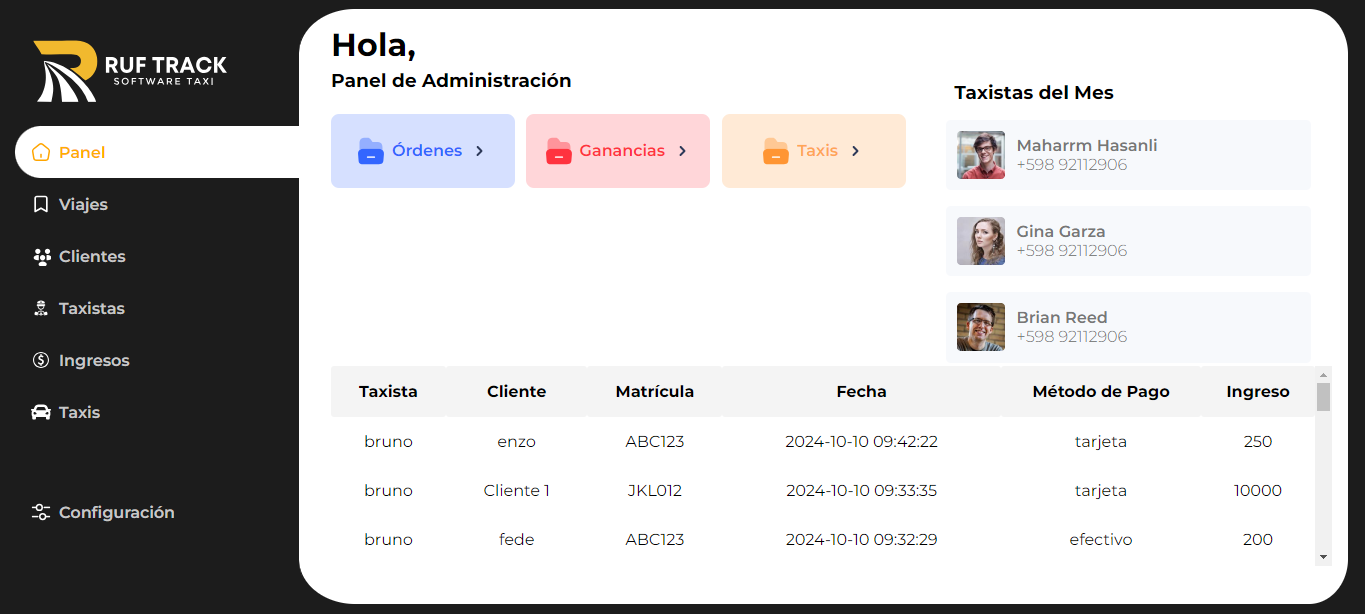 RUF TRACK
SOFTWARE TAXI
Panel
Viajes
Clientes
Taxistas
Ingresos
Taxis
Configuración
Hola,
Panel de Administración
Órdenes
Ganancias
Taxis
Taxistas del Mes
Maharrm Hasanli
+598 92112906
Gina Garza
+598 92112906
Brian Reed
+598 92112906
Taxista Cliente Matrícula Fecha Método de Pago Ingreso
bruno enzo ABC123 2024-10-10 09:42:22 tarjeta 250
bruno Cliente 1 JKL012 2024-10-10 09:33:35 tarjeta 10000
bruno fede ABC123 2024-10-10 09:32:29 efectivo 200